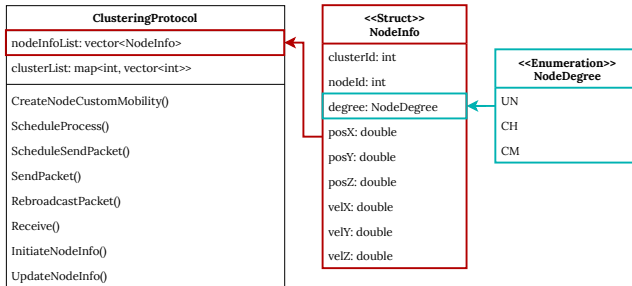 ClusteringProtocol
nodeInfoList: vector<NodeInfo>
clusterList: map<int, vector<int>>
CreateNodeCustomMobility()
ScheduleProcess()
ScheduleSendPacket()
SendPacket()
RebroadcastPacket()
Receive()
InitiateNodeInfo()
UpdateNodeInfo()
<<Struct>>
NodeInfo
clusterId: int
nodeId: int
degree: NodeDegree
posX: double
posY: double
posZ: double
velX: double
velY: double
velZ: double
<<Enumeration>>
NodeDegree
UN
CH
CM